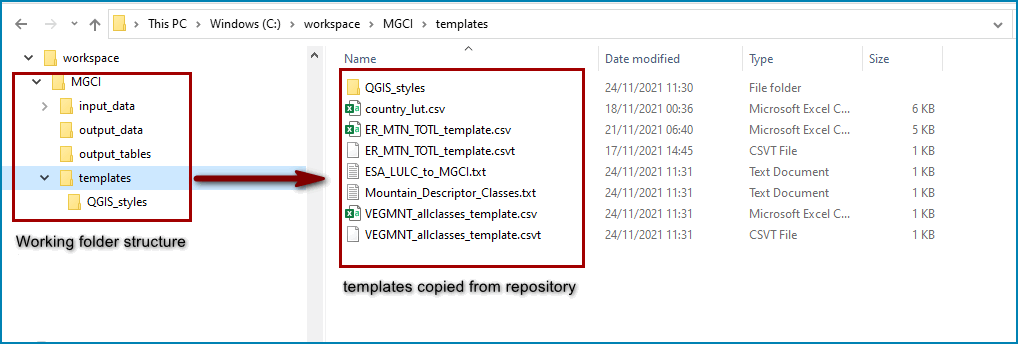 This PC > Windows (C:) > workspace > MGCI > templates
workspace
MGCI
input_data
output_data
output_tables
templates
QGIS_styles
Working folder structure
Name Date modified Type Size
QGIS_styles 24/11/2021 11:30 File folder
country_lut.csv 18/11/2021 00:36 Microsoft Excel C... 6 KB
ER_MTN_TOTL_template.csv 21/11/2021 06:40 Microsoft Excel C... 5 KB
ER_MTN_TOTL_template.csvt 17/11/2021 14:45 CSVT File 1 KB
ESA_LULC_to_MGCI.txt 24/11/2021 11:31 Text Document 1 KB
Mountain_Descriptor_Classes.txt 24/11/2021 11:31 Text Document 1 KB
VEGMNT_allclasses_template.csv 24/11/2021 11:31 Microsoft Excel C... 1 KB
VEGMNT_allclasses_template.csvt 24/11/2021 11:31 CSVT File 1 KB
templates copied from repository